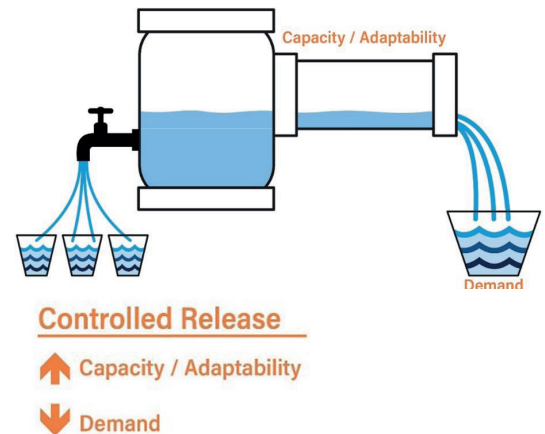 Capacity / Adaptability
Demand
Controlled Release
Capacity / Adaptability
Demand